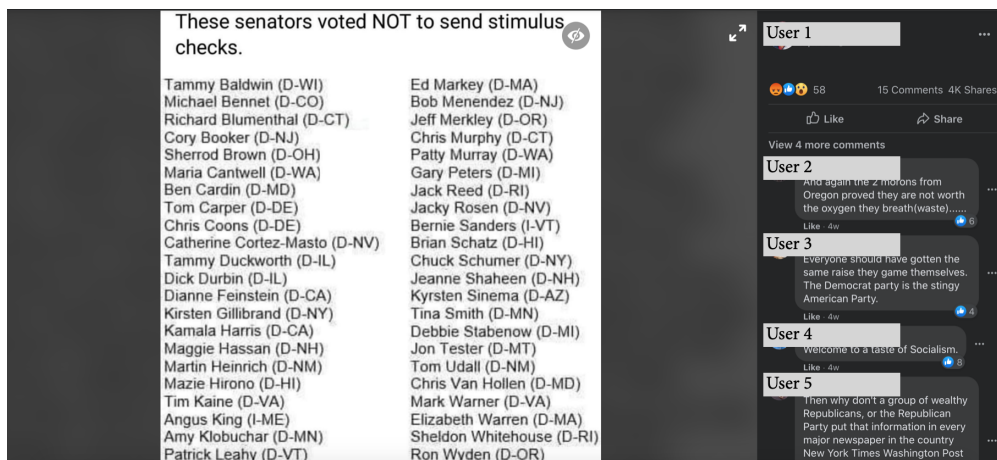 These senators voted NOT to send stimulus
checks.
Tammy Baldwin (D-WI)
Michael Bennet (D-CO)
Richard Blumenthal (D-CT)
Cory Booker (D-NJ)
Sherrod Brown (D-OH)
Maria Cantwell (D-WA)
Ben Cardin (D-MD)
Tom Carper (D-DE)
Chris Coons (D-DE)
Catherine Cortez-Masto (D-NV)
Tammy Duckworth (D-IL)
Dick Durbin (D-IL)
Dianne Feinstein (D-CA)
Kirsten Gillibrand (D-NY)
Kamala Harris (D-CA)
Maggie Hassan (D-NH)
Martin Heinrich (D-NM)
Mazie Hirono (D-HI)
Tim Kaine (D-VA)
Angus King (I-ME)
Amy Klobuchar (D-MN)
Patrick Leahy (D-VT)
Ed Markey (D-MA)
Bob Menendez (D-NJ)
Jeff Merkley (D-OR)
Chris Murphy (D-CT)
Patty Murray (D-WA)
Gary Peters (D-MI)
Jack Reed (D-RI)
Jacky Rosen (D-NV)
Bernie Sanders (I-VT)
Brian Schatz (D-HI)
Chuck Schumer (D-NY)
Jeanne Shaheen (D-NH)
Kyrsten Sinema (D-AZ)
Tina Smith (D-MN)
Debbie Stabenow (D-MI)
Jon Tester (D-MT)
Tom Udall (D-NM)
Chris Van Hollen (D-MD)
Mark Warner (D-VA)
Elizabeth Warren (D-MA)
Sheldon Whitehouse (D-RI)
Ron Wyden (D-OR)
User 1
58 15 Comments 4K Shares
Like Share
View 4 more comments
User 2
And again the 2 morons from
Oregon proved they are not worth
the oxygen they breath(waste)......
6
Like · 4w
User 3
Everyone should have gotten the
same raise they game themselves.
The Democrat party is the stingy
American Party.
4
Like · 4w
User 4
Welcome to a taste of Socialism.
8
Like · 4w
User 5
Then why don't a group of wealthy
Republicans, or the Republican
Party put that information in every
major newspaper in the country
New York Times Washington Post